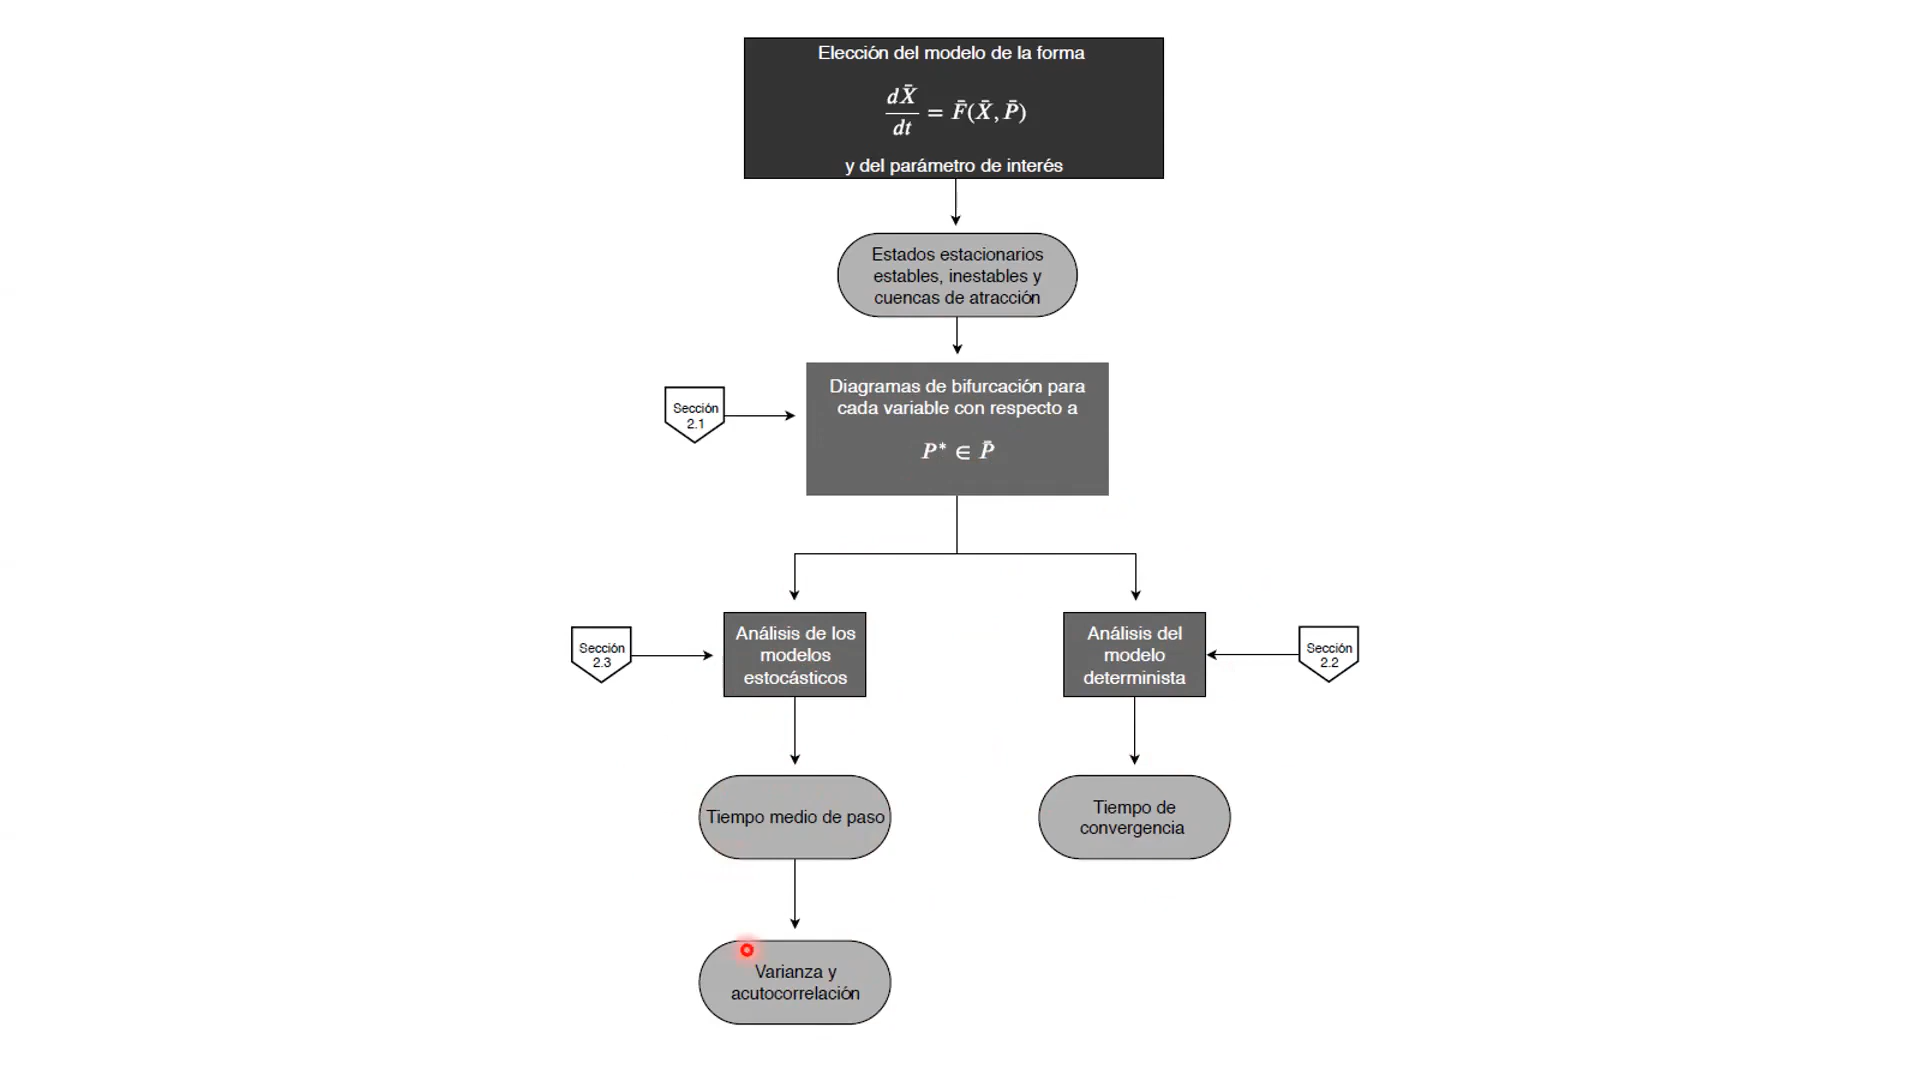 Elección del modelo de la forma
dX̄/dt = F̄(X̄, P̄)
y del parámetro de interés
Estados estacionarios
estables, inestables y
cuencas de atracción
Sección
2.1
Diagramas de bifurcación para
cada variable con respecto a
P* ∈ P̄
Sección
2.3
Análisis de los
modelos
estocásticos
Análisis del
modelo
determinista
Sección
2.2
Tiempo medio de paso
Tiempo de
convergencia
Varianza y
acutocorrelación